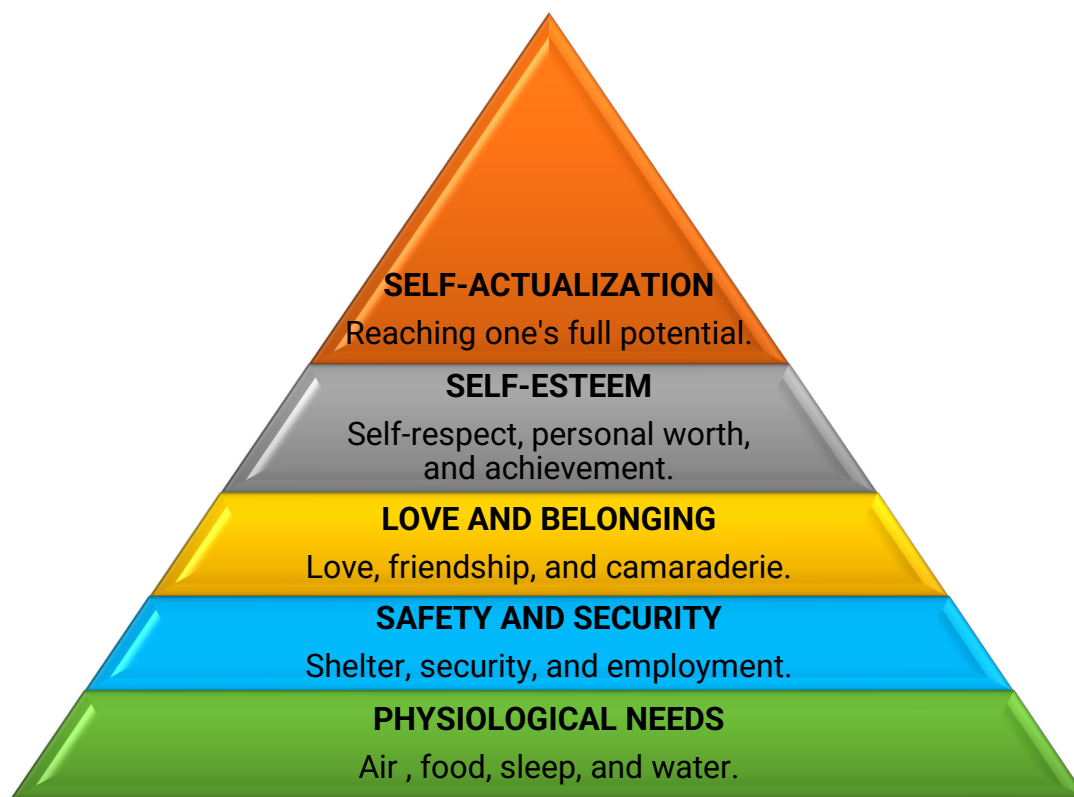 SELF-ACTUALIZATION
Reaching one's full potential.
SELF-ESTEEM
Self-respect, personal worth,
and achievement.
LOVE AND BELONGING
Love, friendship, and camaraderie.
SAFETY AND SECURITY
Shelter, security, and employment.
PHYSIOLOGICAL NEEDS
Air , food, sleep, and water.